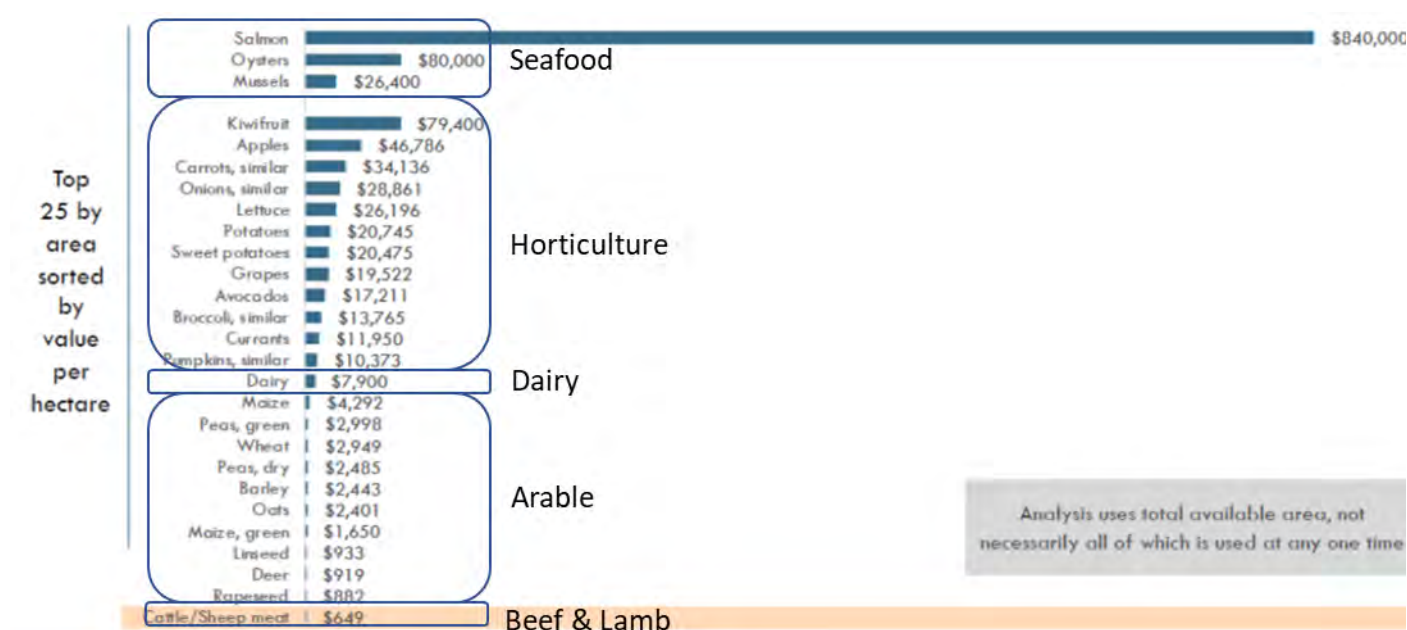 Salmon $840,000
Oysters $80,000
Mussels $26,400
Seafood
Kiwifruit $79,400
Apples $46,786
Carrots, similar $34,136
Onions, similar $28,861
Lettuce $26,196
Potatoes $20,745
Sweet potatoes $20,475
Grapes $19,522
Avocados $17,211
Broccoli, similar $13,765
Currants $11,950
Pumpkins, similar $10,373
Horticulture
Dairy $7,900
Dairy
Maize $4,292
Peas, green $2,998
Wheat $2,949
Peas, dry $2,485
Barley $2,443
Oats $2,401
Maize, green $1,650
Linseed $933
Deer $919
Rapeseed $882
Arable
Cattle/Sheep meat $649
Beef & Lamb
Top
25 by
area
sorted
by
value
per
hectare
Analysis uses total available area, not
necessarily all of which is used at any one time